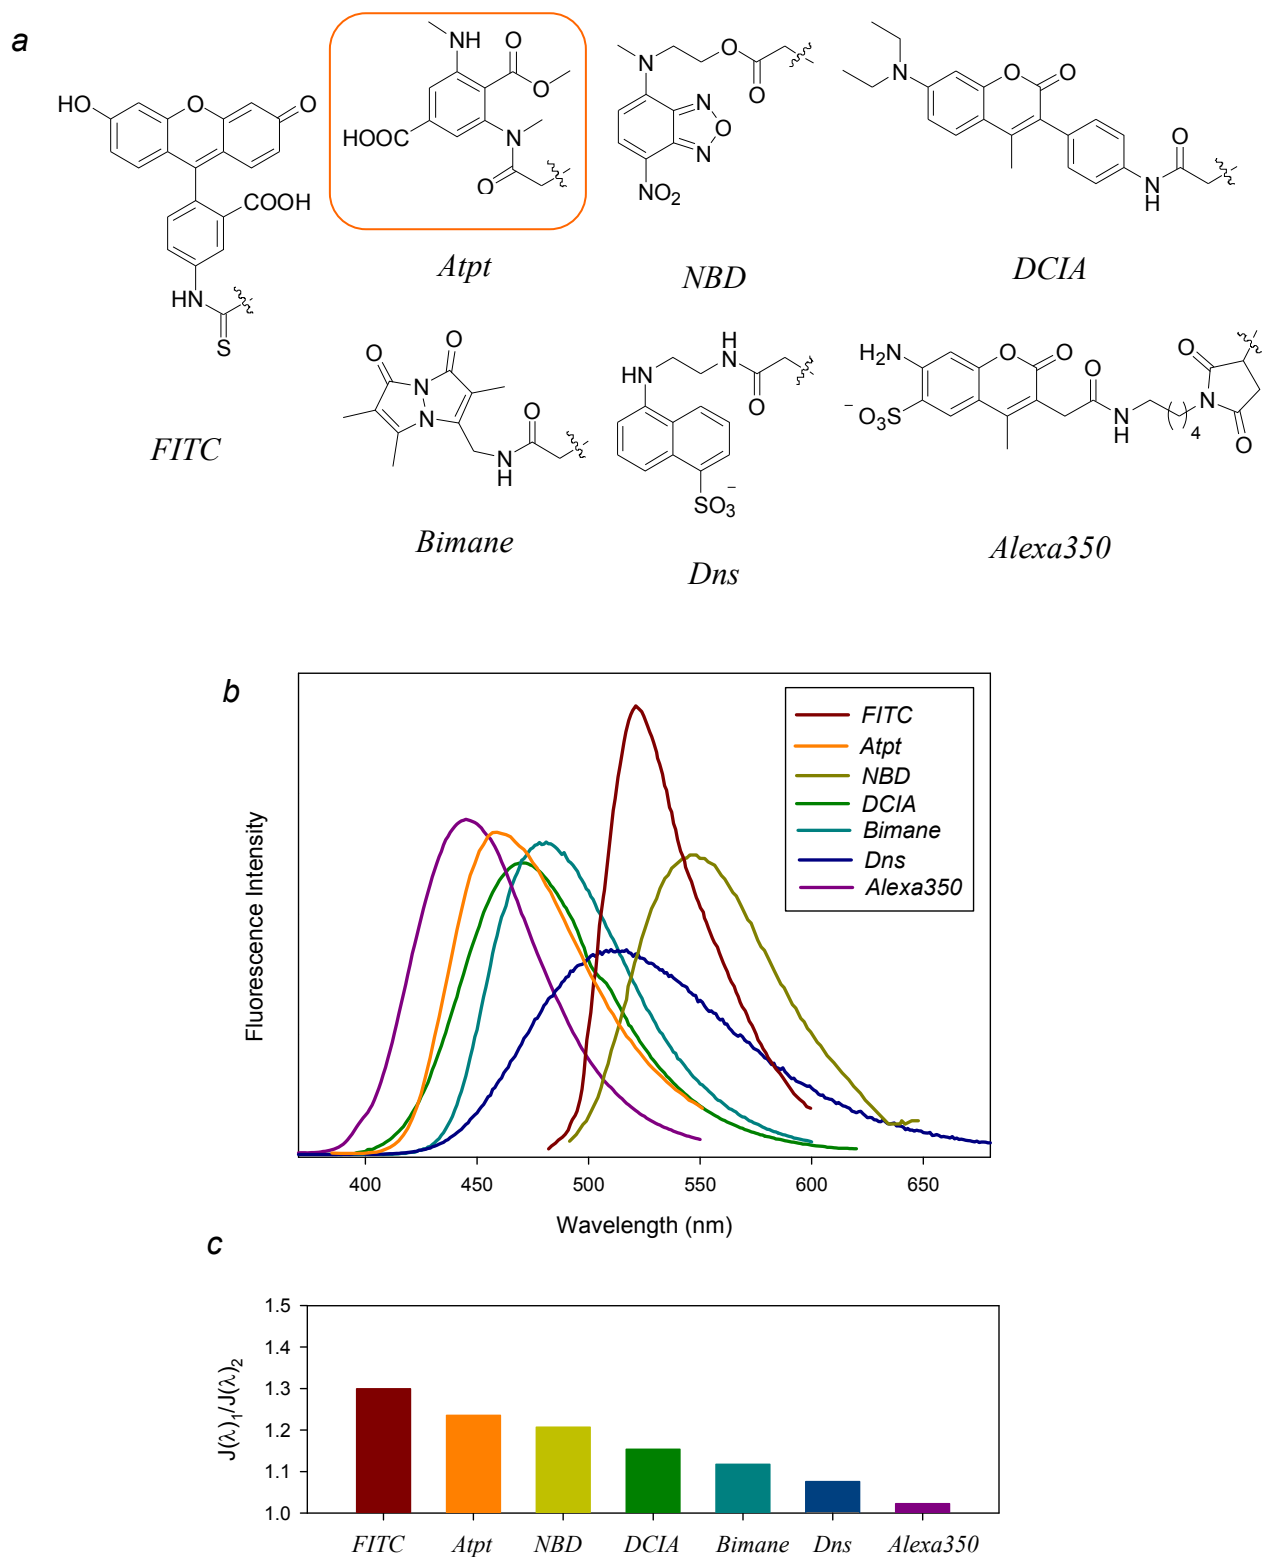 a
HO
O
O
COOH
HN
S
FITC
NH
O
O
HOOC
N
O
Atpt
N
O
O
N
O
N
NO2
NBD
N
O
O
O
N
H
DCIA
O
O
N
N
O
N
H
Bimane
H
N
HN
O
SO3
−
Dns
H2N
O
O
−
O3S
O
N
H
4
N
O
O
Alexa350
b
Fluorescence Intensity
FITC
Atpt
NBD
DCIA
Bimane
Dns
Alexa350
400 450 500 550 600 650
Wavelength (nm)
c
J(λ)1/J(λ)2
1.5
1.4
1.3
1.2
1.1
1.0
FITC Atpt NBD DCIA Bimane Dns Alexa350